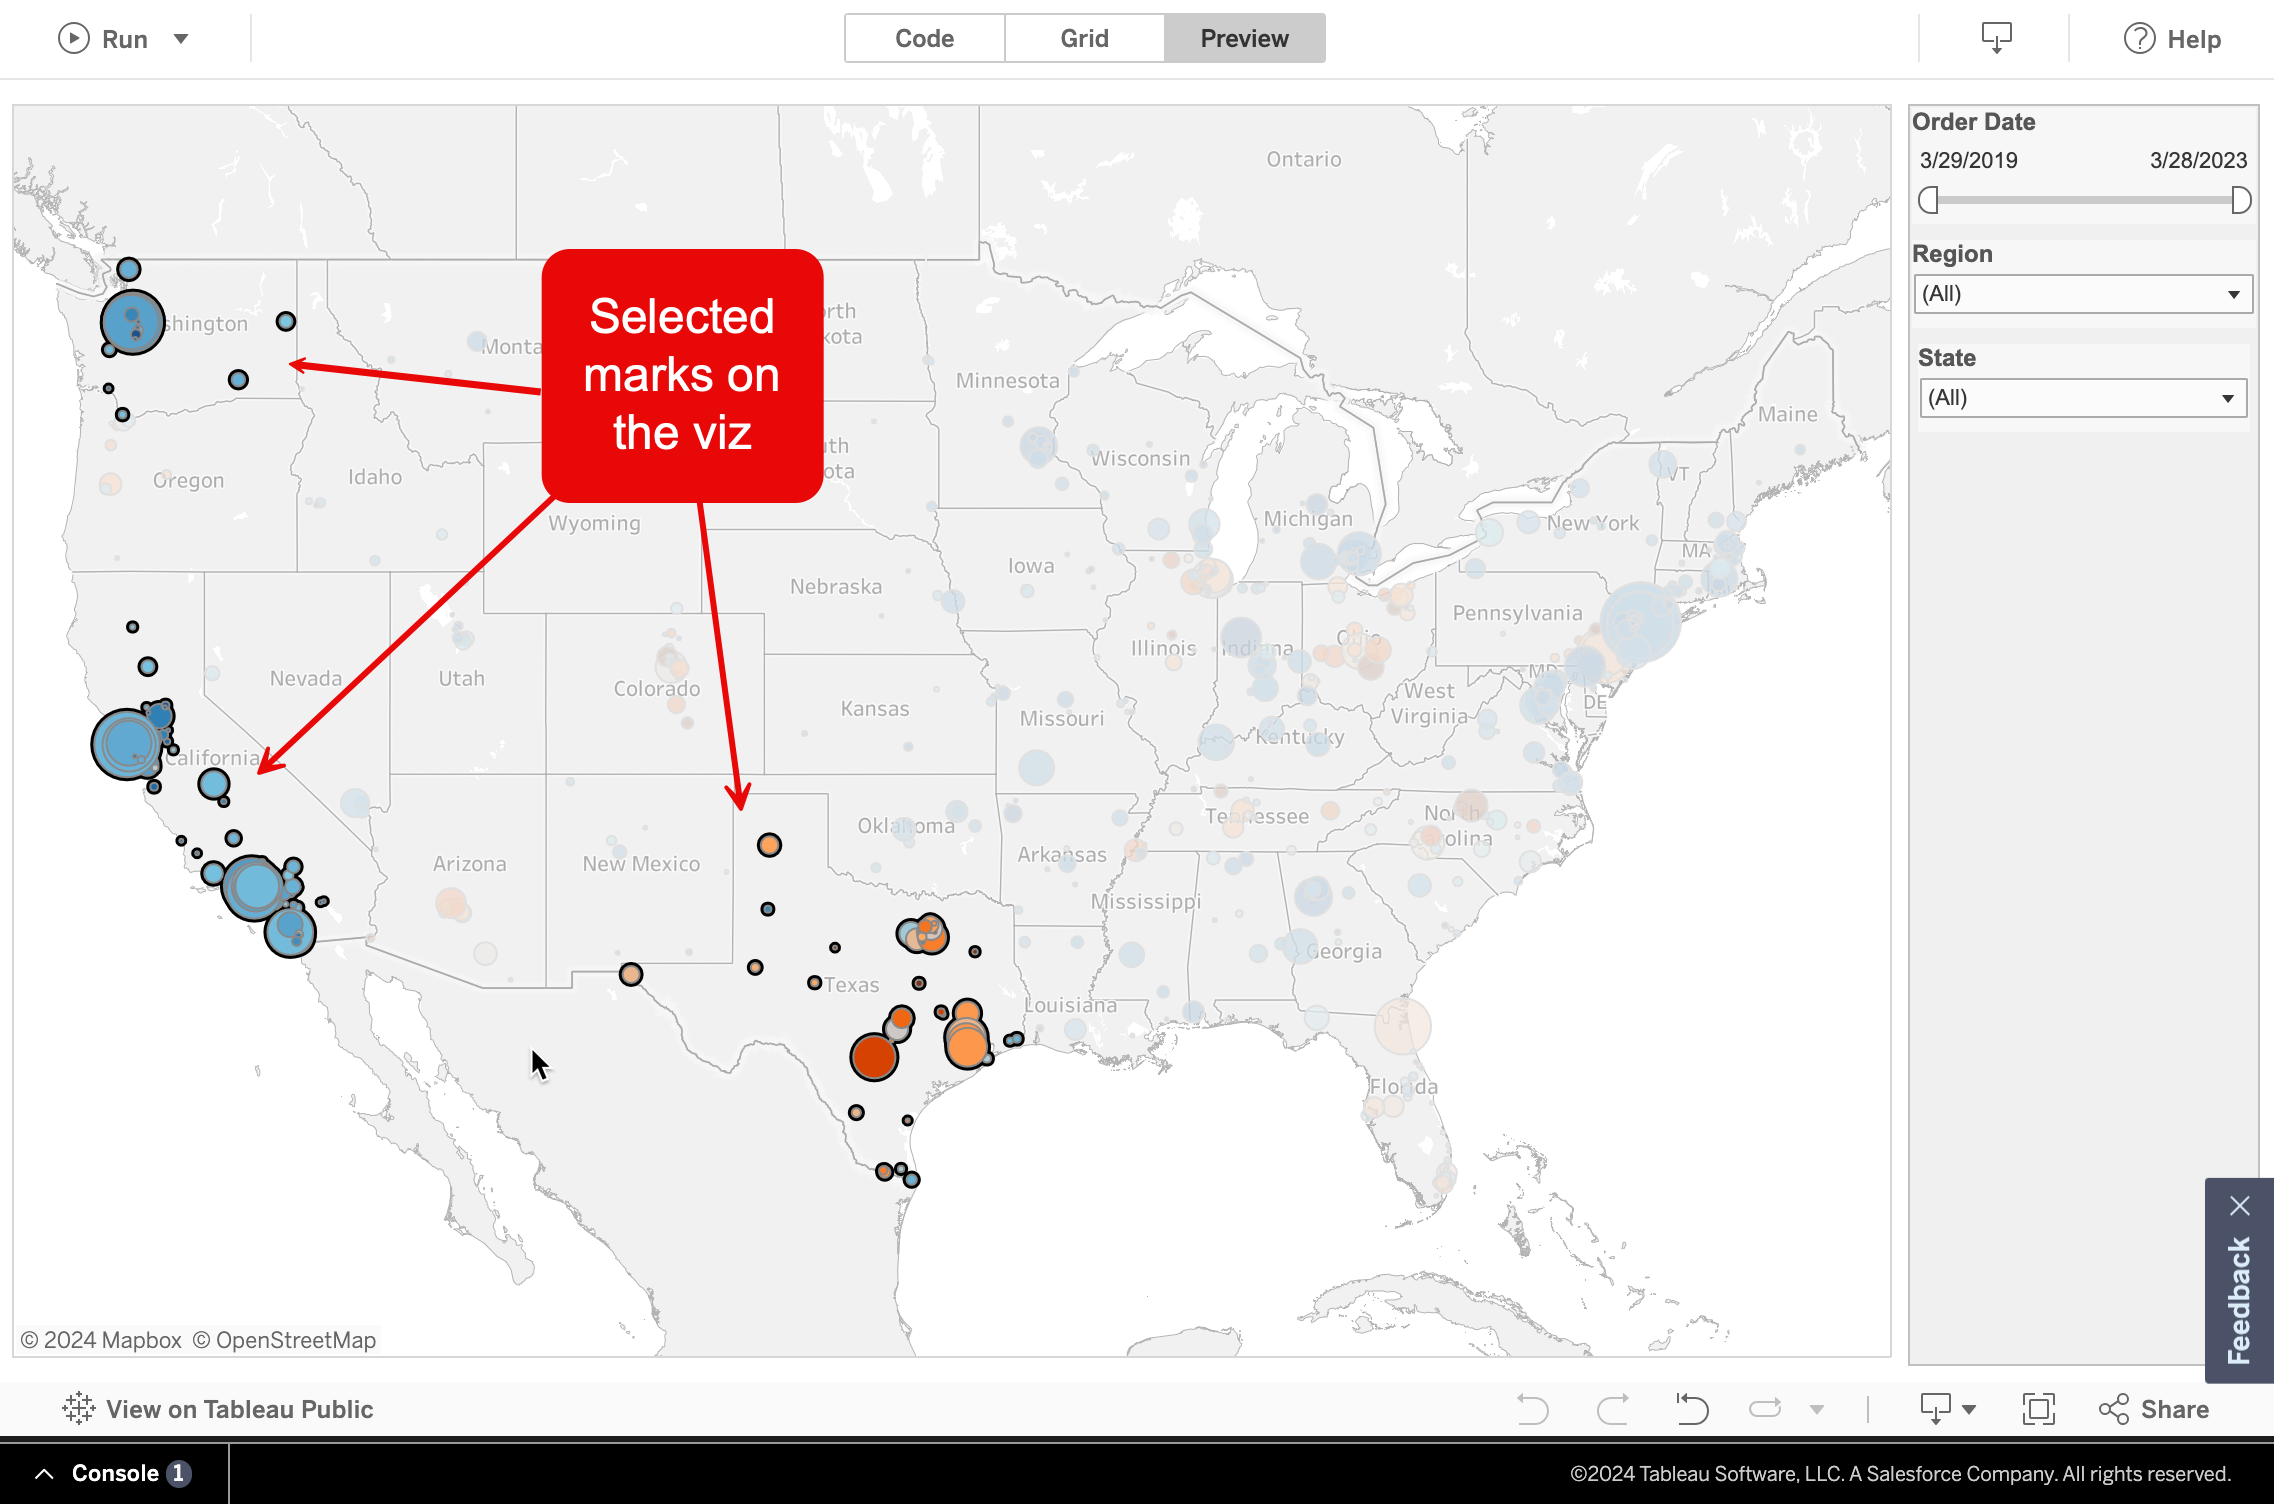 Run
Code
Grid
Preview
Help
Ontario
Order Date
3/29/2019
3/28/2023
Region
(All)
State
(All)
Selected
marks on
the viz
shington
Monta
rth
kota
Minnesota
Maine
th
ota
Wisconsin
VT
Oregon
Idaho
Wyoming
Michigan
New York
MA
Iowa
Nebraska
Pennsylvania
Illinois
Indiana
Ohio
Nevada
Utah
Colorado
MD
West
Virginia
DE
Kansas
Missouri
Kentucky
California
Oklahoma
Tennessee
North
olina
Arizona
New Mexico
Arkansas
Mississippi
Georgia
Texas
Louisiana
Florida
© 2024 Mapbox © OpenStreetMap
Feedback
View on Tableau Public
Share
Console 1
©2024 Tableau Software, LLC. A Salesforce Company. All rights reserved.